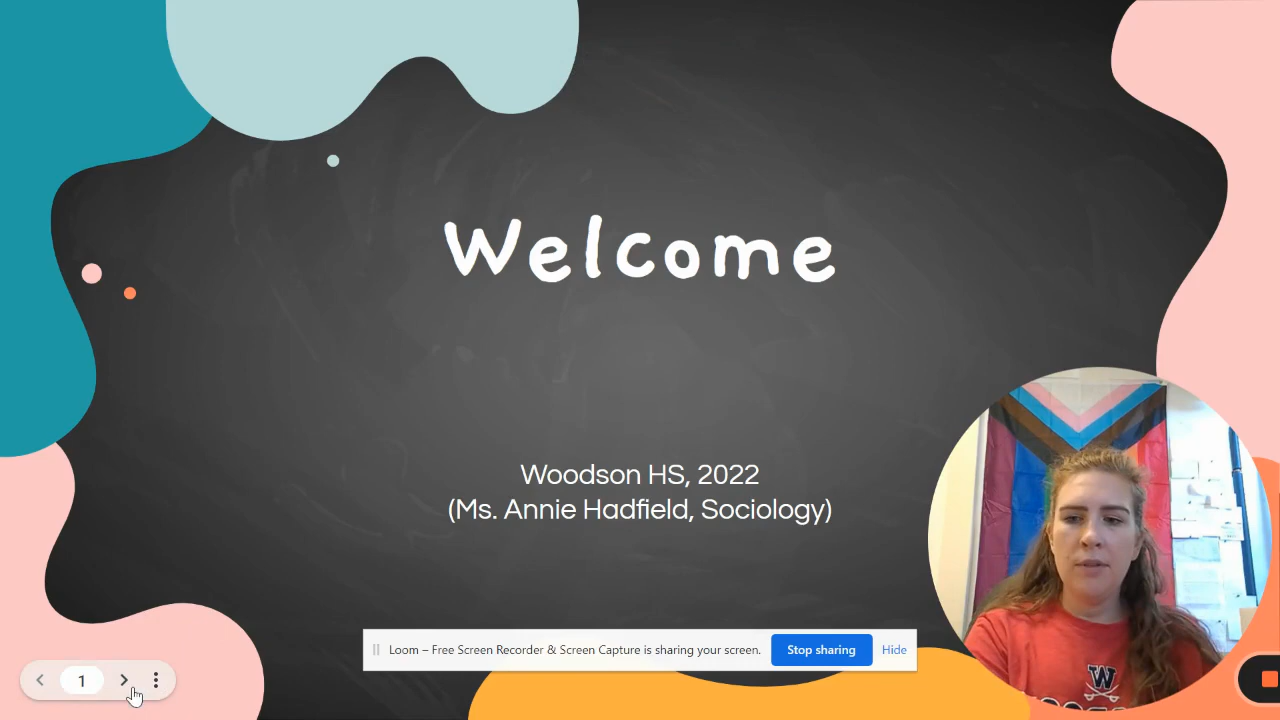 Welcome
Woodson HS, 2022
(Ms. Annie Hadfield, Sociology)
Loom – Free Screen Recorder & Screen Capture is sharing your screen.
Stop sharing
Hide
1
W